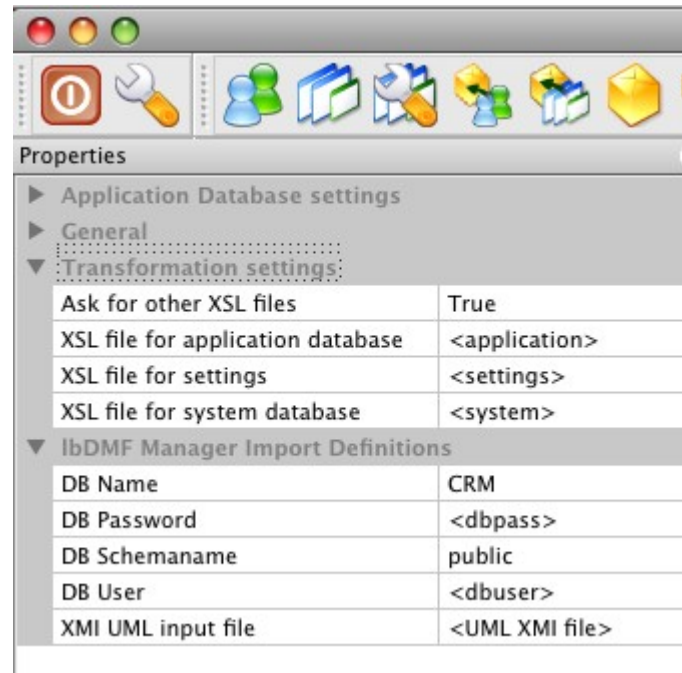 Properties
Application Database settings
General
Transformation settings
Ask for other XSL files True
XSL file for application database <application>
XSL file for settings <settings>
XSL file for system database <system>
lbDMF Manager Import Definitions
DB Name CRM
DB Password <dbpass>
DB Schemaname public
DB User <dbuser>
XMI UML input file <UML XMI file>